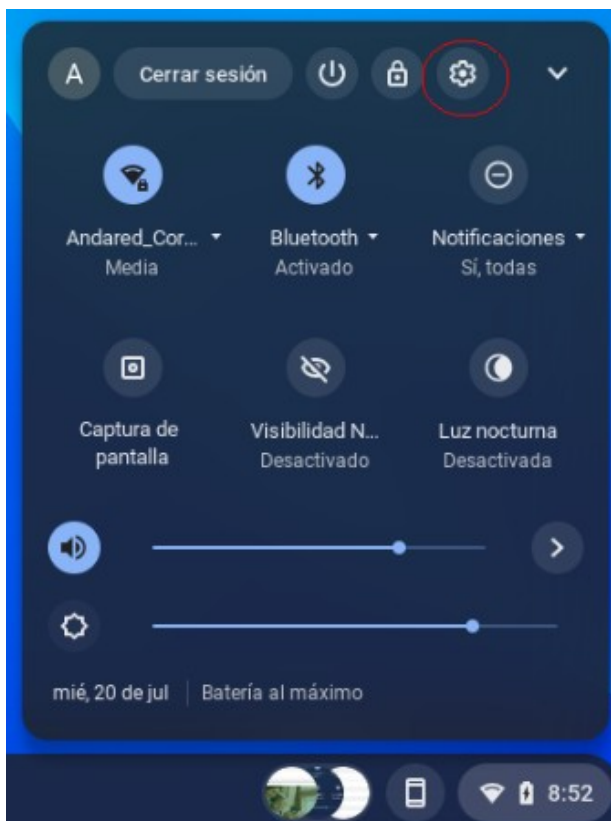 A Cerrar sesión
Andared_Cor... Bluetooth Notificaciones
Media Activado Sí, todas
Captura de Visibilidad N... Luz nocturna
pantalla Desactivado Desactivada
mié, 20 de jul Batería al máximo
8:52